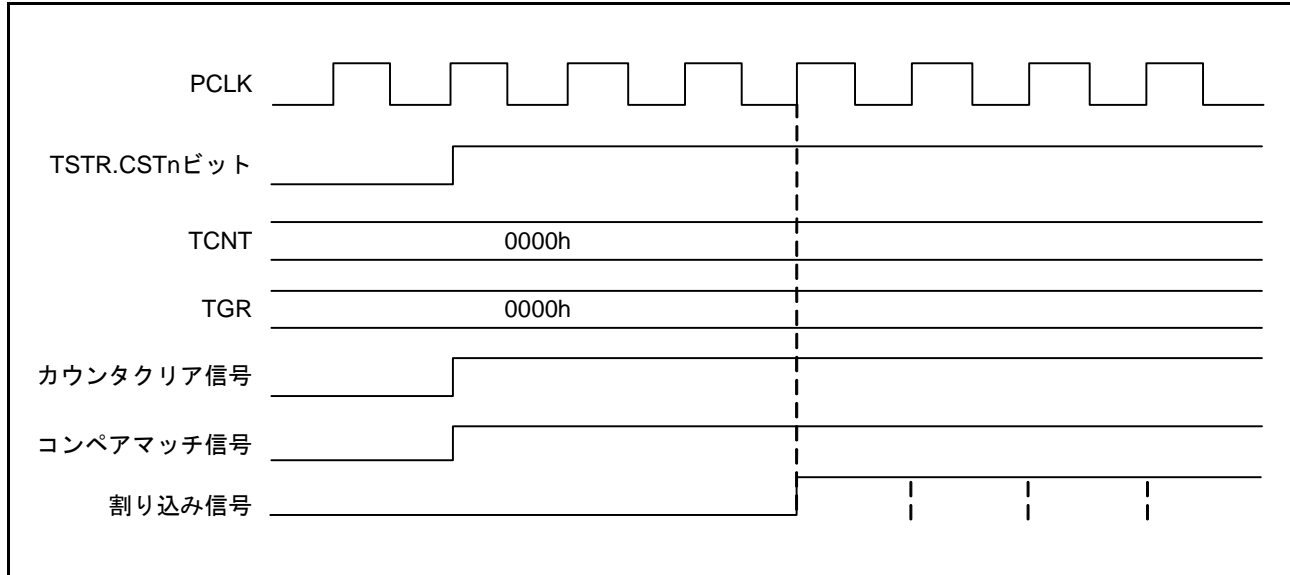 PCLK
TSTR.CSTnビット
TCNT
0000h
TGR
0000h
カウンタクリア信号
コンペアマッチ信号
割り込み信号